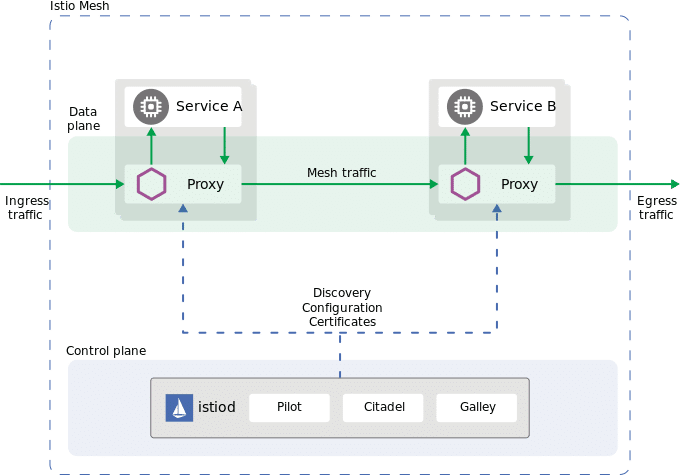 Istio Mesh
Data
plane
Service A
Service B
Proxy
Mesh traffic
Proxy
Ingress
traffic
Egress
traffic
Discovery
Configuration
Certificates
Control plane
istiod
Pilot
Citadel
Galley